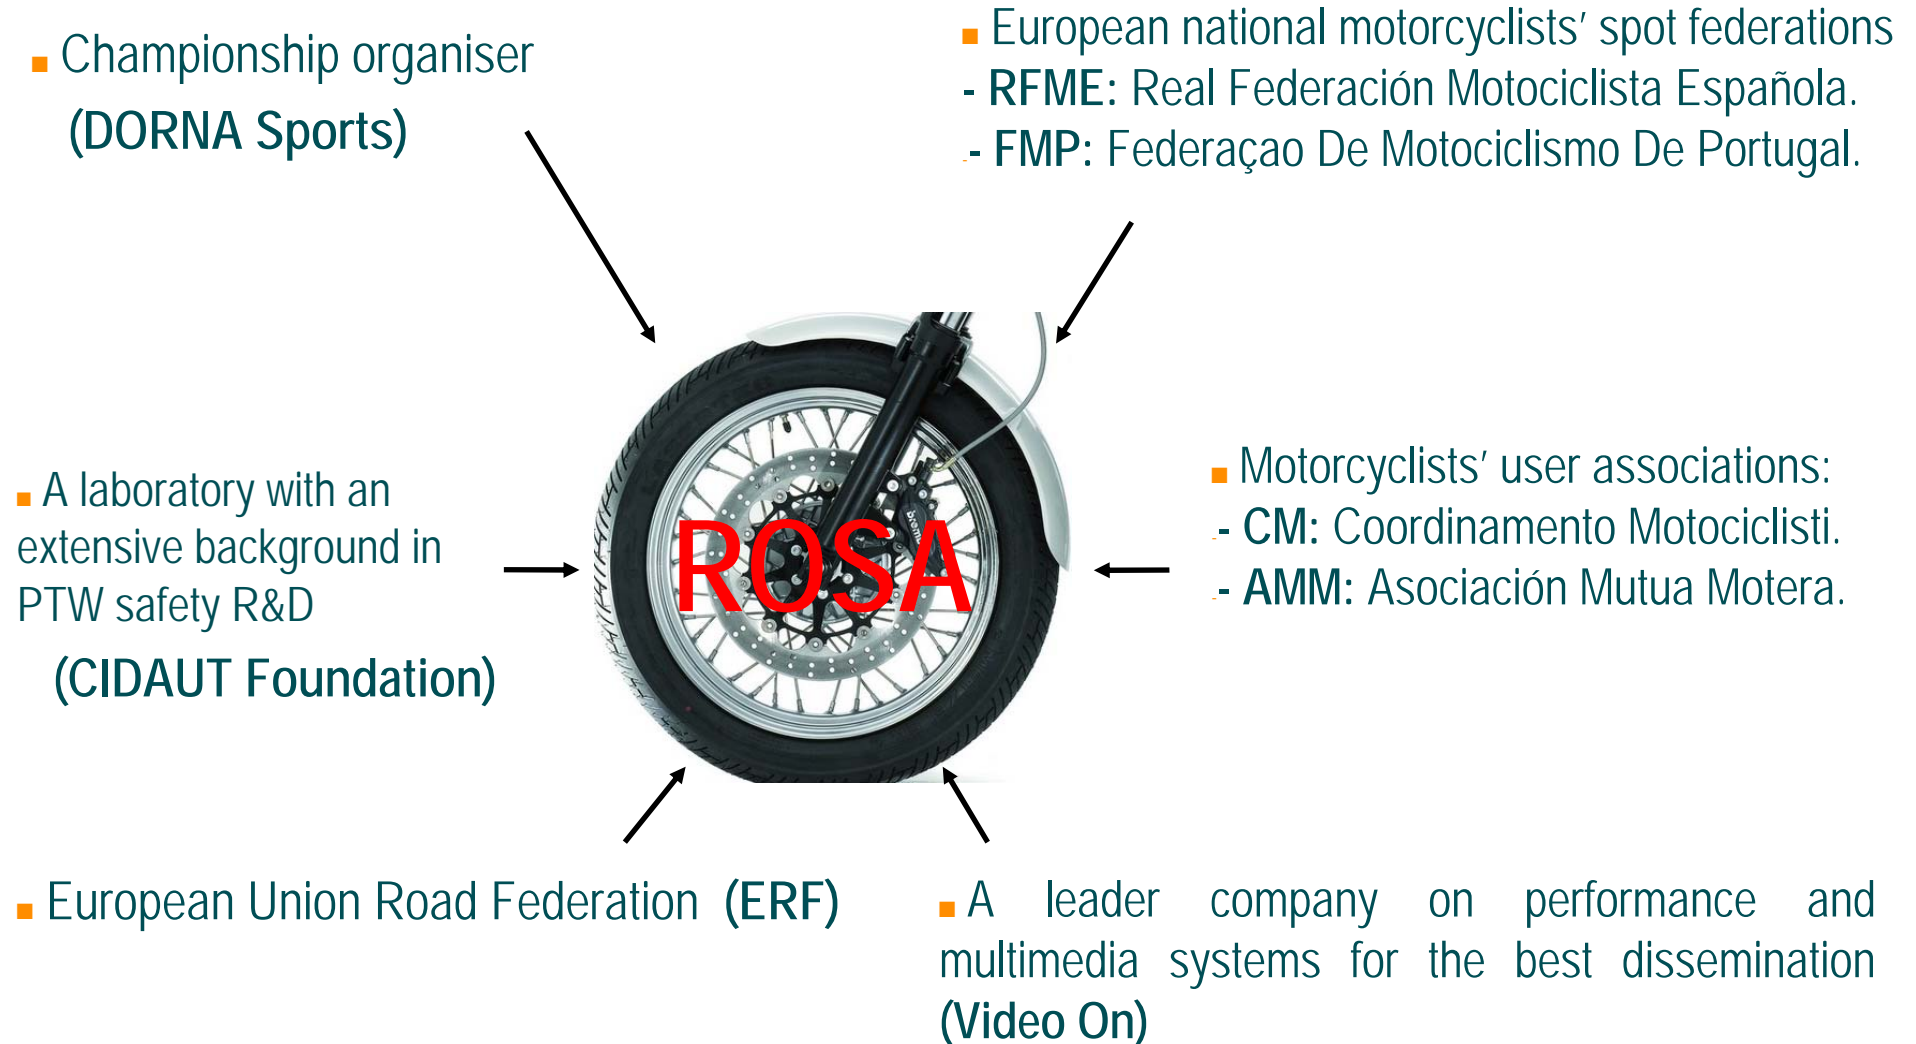 ■ Championship organiser
(DORNA Sports)
■ European national motorcyclists' spot federations
- RFME: Real Federación Motociclista Española.
-- FMP: Federaçao De Motociclismo De Portugal.
■ A laboratory with an
extensive background in
PTW safety R&D
(CIDAUT Foundation)
ROSA
■ Motorcyclists' user associations:
-- CM: Coordinamento Motociclisti.
-- AMM: Asociación Mutua Motera.
■ European Union Road Federation (ERF)
■ A leader company on performance and
multimedia systems for the best dissemination
(Video On)